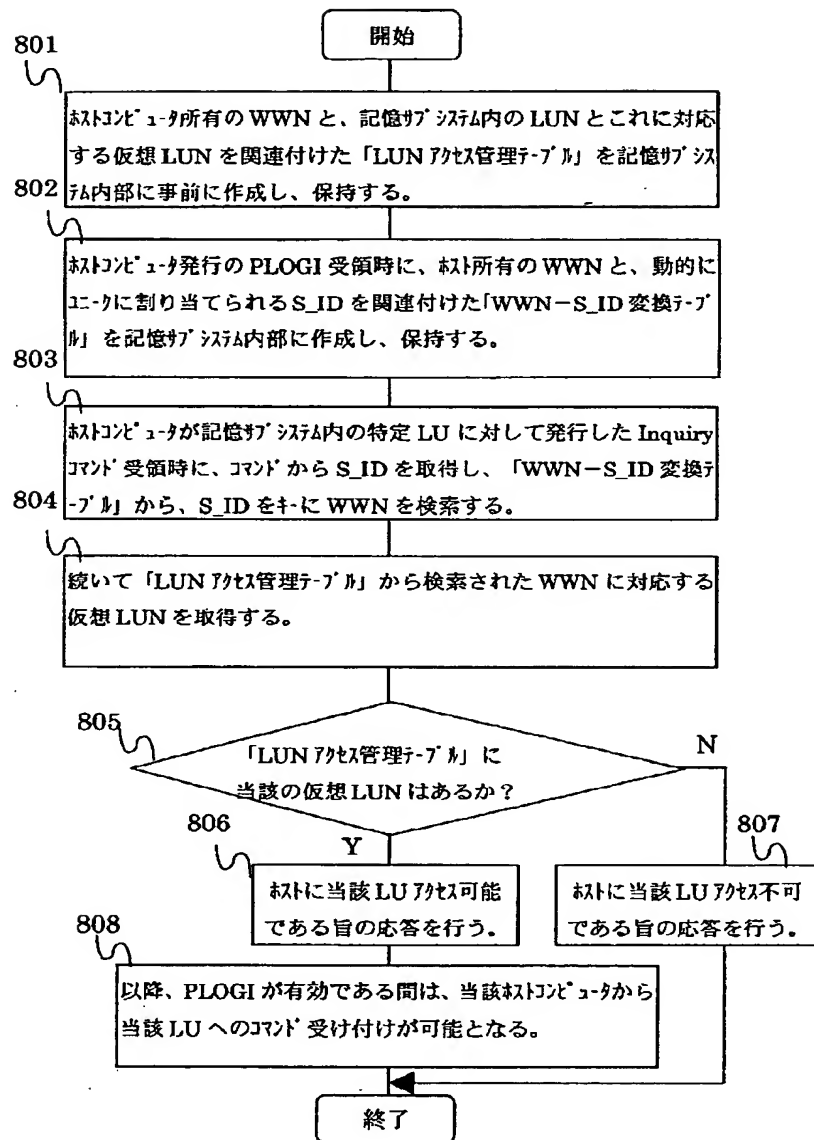 開始
801
ﾎｽﾄｺﾝﾋﾟｭｰﾀ所有の WWN と、記憶ｻﾌﾞｼｽﾃﾑ内の LUN とこれに対応
する仮想 LUN を関連付けた「LUN ｱｸｾｽ管理ﾃｰﾌﾞﾙ」を記憶ｻﾌﾞｼｽ
ﾃﾑ内部に事前に作成し、保持する。
802
ﾎｽﾄｺﾝﾋﾟｭｰﾀ発行の PLOGI 受領時に、ﾎｽﾄ所有の WWN と、動的に
ﾕﾆｰｸに割り当てられる S_ID を関連付けた「WWN－S_ID 変換ﾃｰﾌﾞ
ﾙ」を記憶ｻﾌﾞｼｽﾃﾑ内部に作成し、保持する。
803
ﾎｽﾄｺﾝﾋﾟｭｰﾀが記憶ｻﾌﾞｼｽﾃﾑ内の特定 LU に対して発行した Inquiry
ｺﾏﾝﾄﾞ受領時に、ｺﾏﾝﾄﾞから S_ID を取得し、「WWN－S_ID 変換ﾃ
ｰﾌﾞﾙ」から、S_ID をｷｰに WWN を検索する。
804
続いて「LUN ｱｸｾｽ管理ﾃｰﾌﾞﾙ」から検索された WWN に対応する
仮想 LUN を取得する。
805
「LUN ｱｸｾｽ管理ﾃｰﾌﾞﾙ」に
当該の仮想 LUN はあるか？
N
Y
806
ﾎｽﾄに当該 LU ｱｸｾｽ可能
である旨の応答を行う。
807
ﾎｽﾄに当該 LU ｱｸｾｽ不可
である旨の応答を行う。
808
以降、PLOGI が有効である間は、当該ﾎｽﾄｺﾝﾋﾟｭｰﾀから
当該 LU へのｺﾏﾝﾄﾞ受け付けが可能となる。
終了